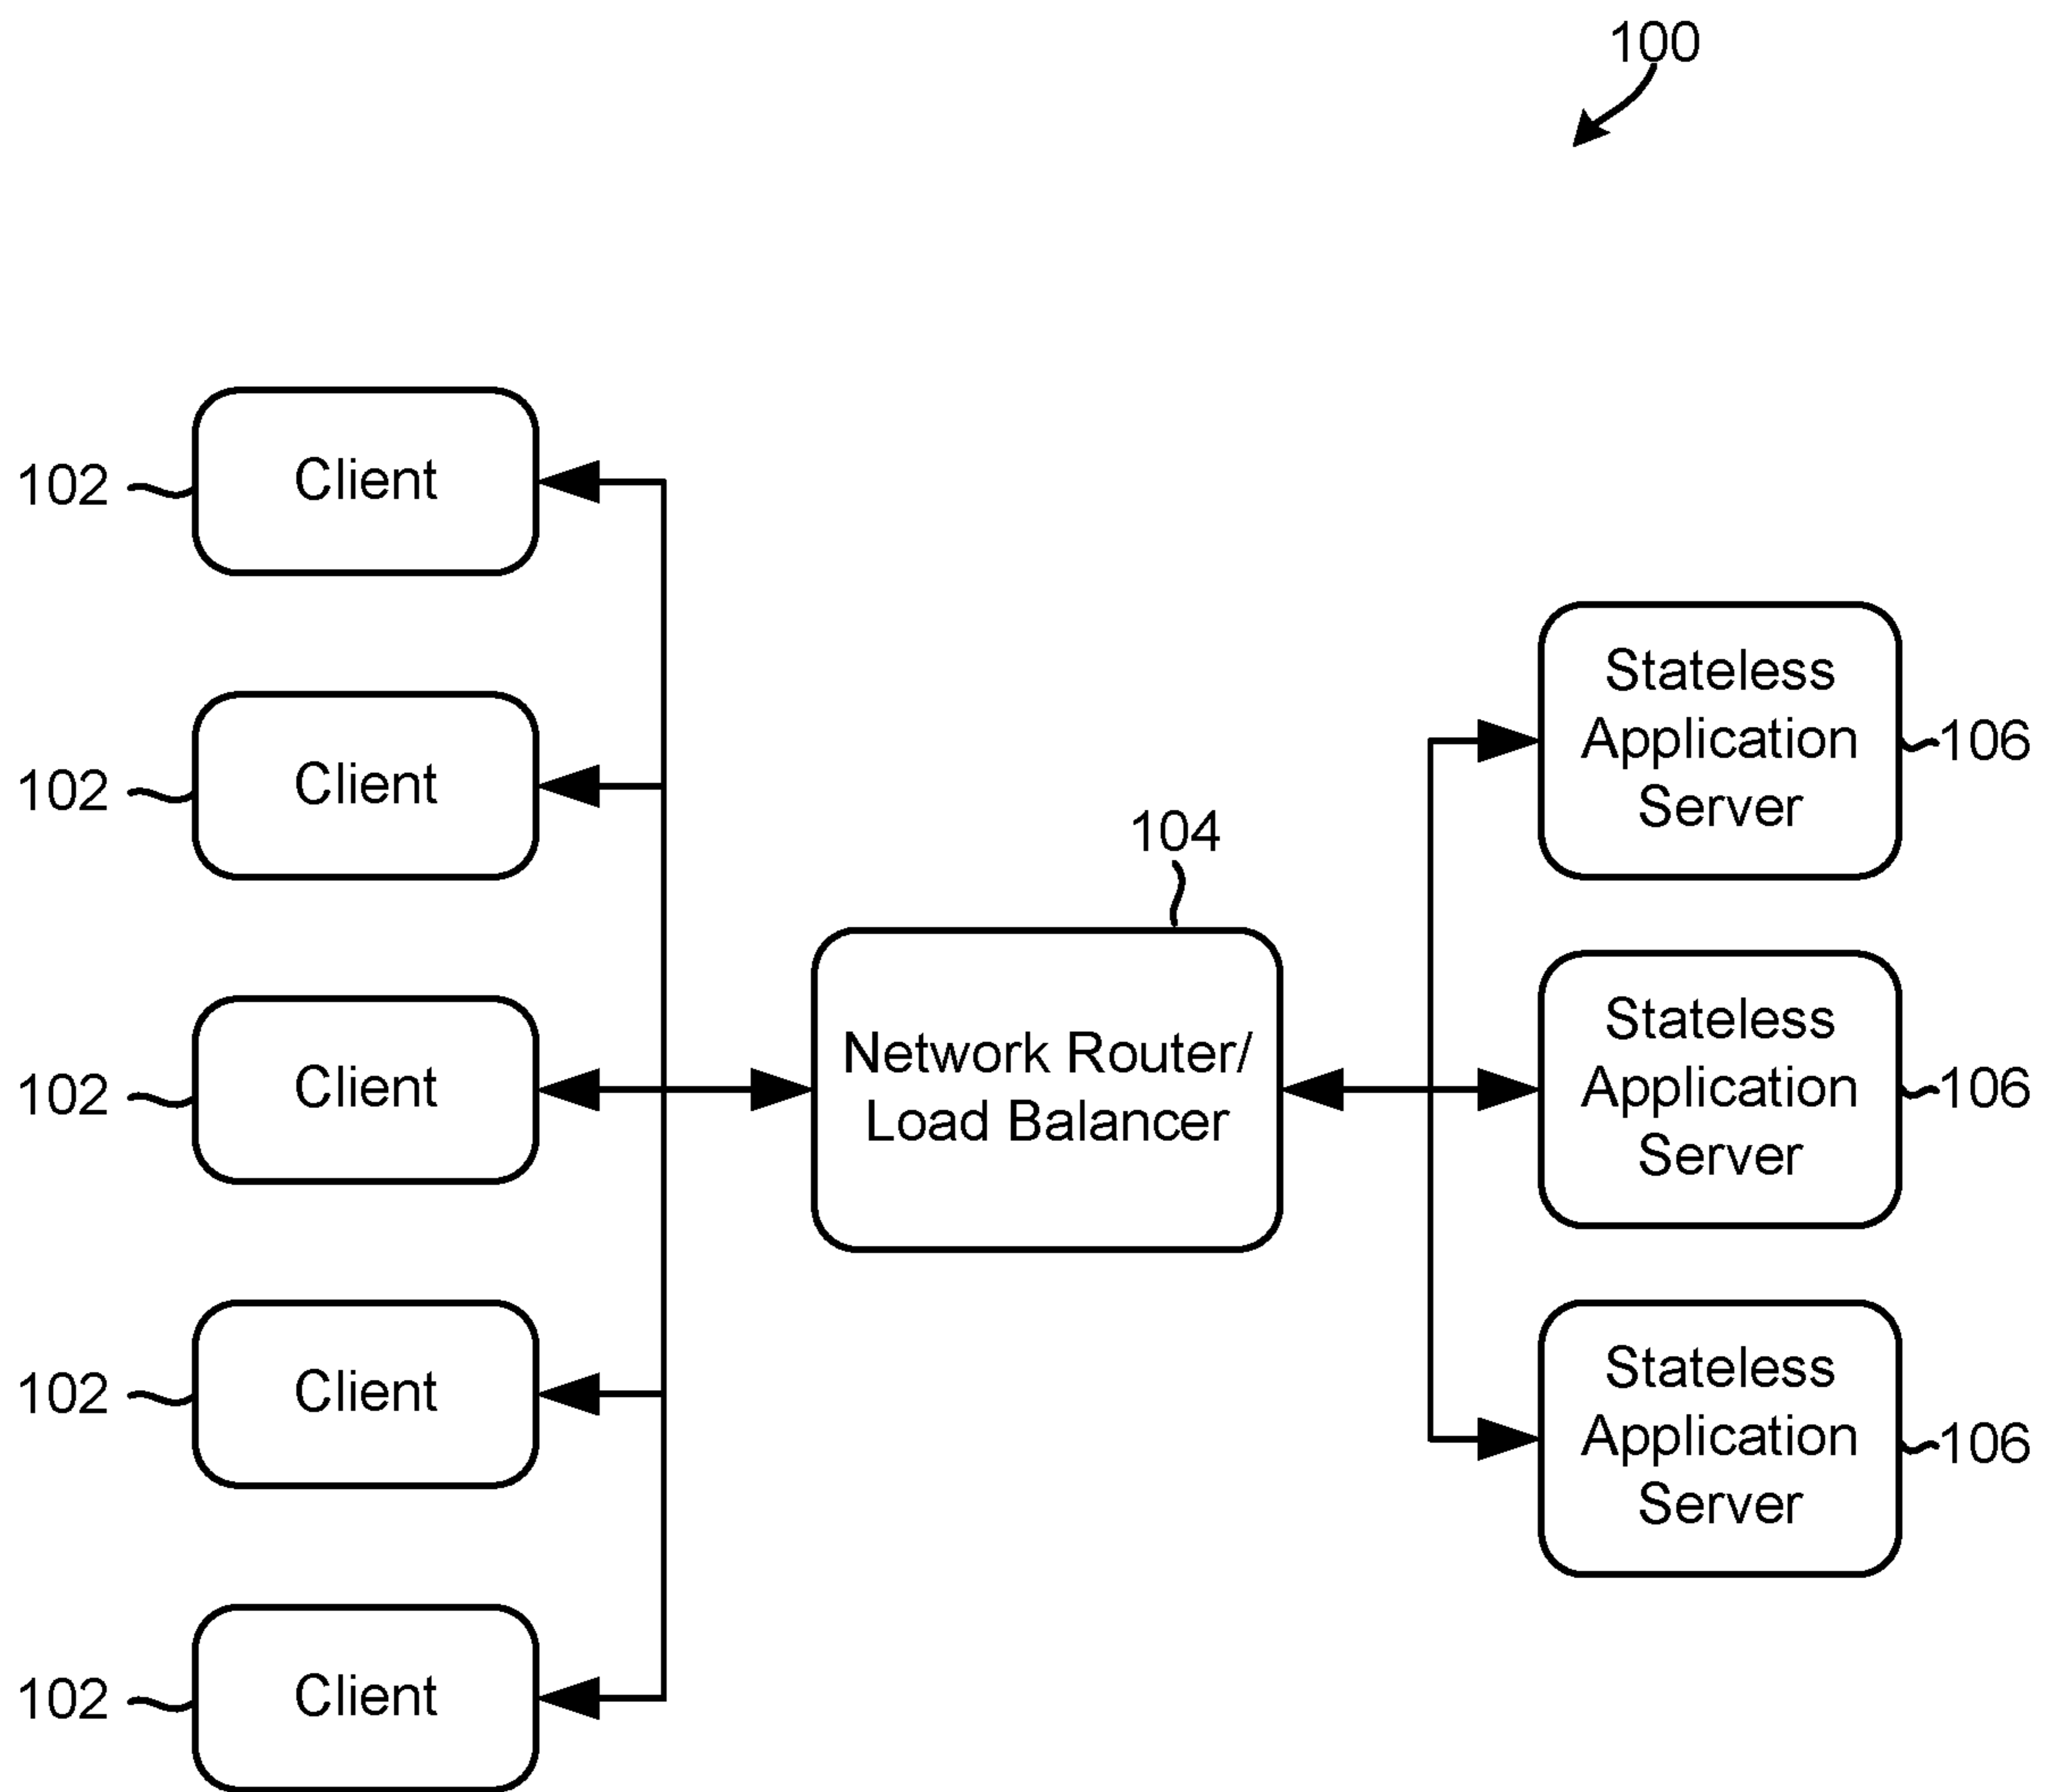 100
102
Client
102
Client
102
Client
102
Client
102
Client
104
Network Router/
Load Balancer
Stateless
Application
Server
106
Stateless
Application
Server
106
Stateless
Application
Server
106